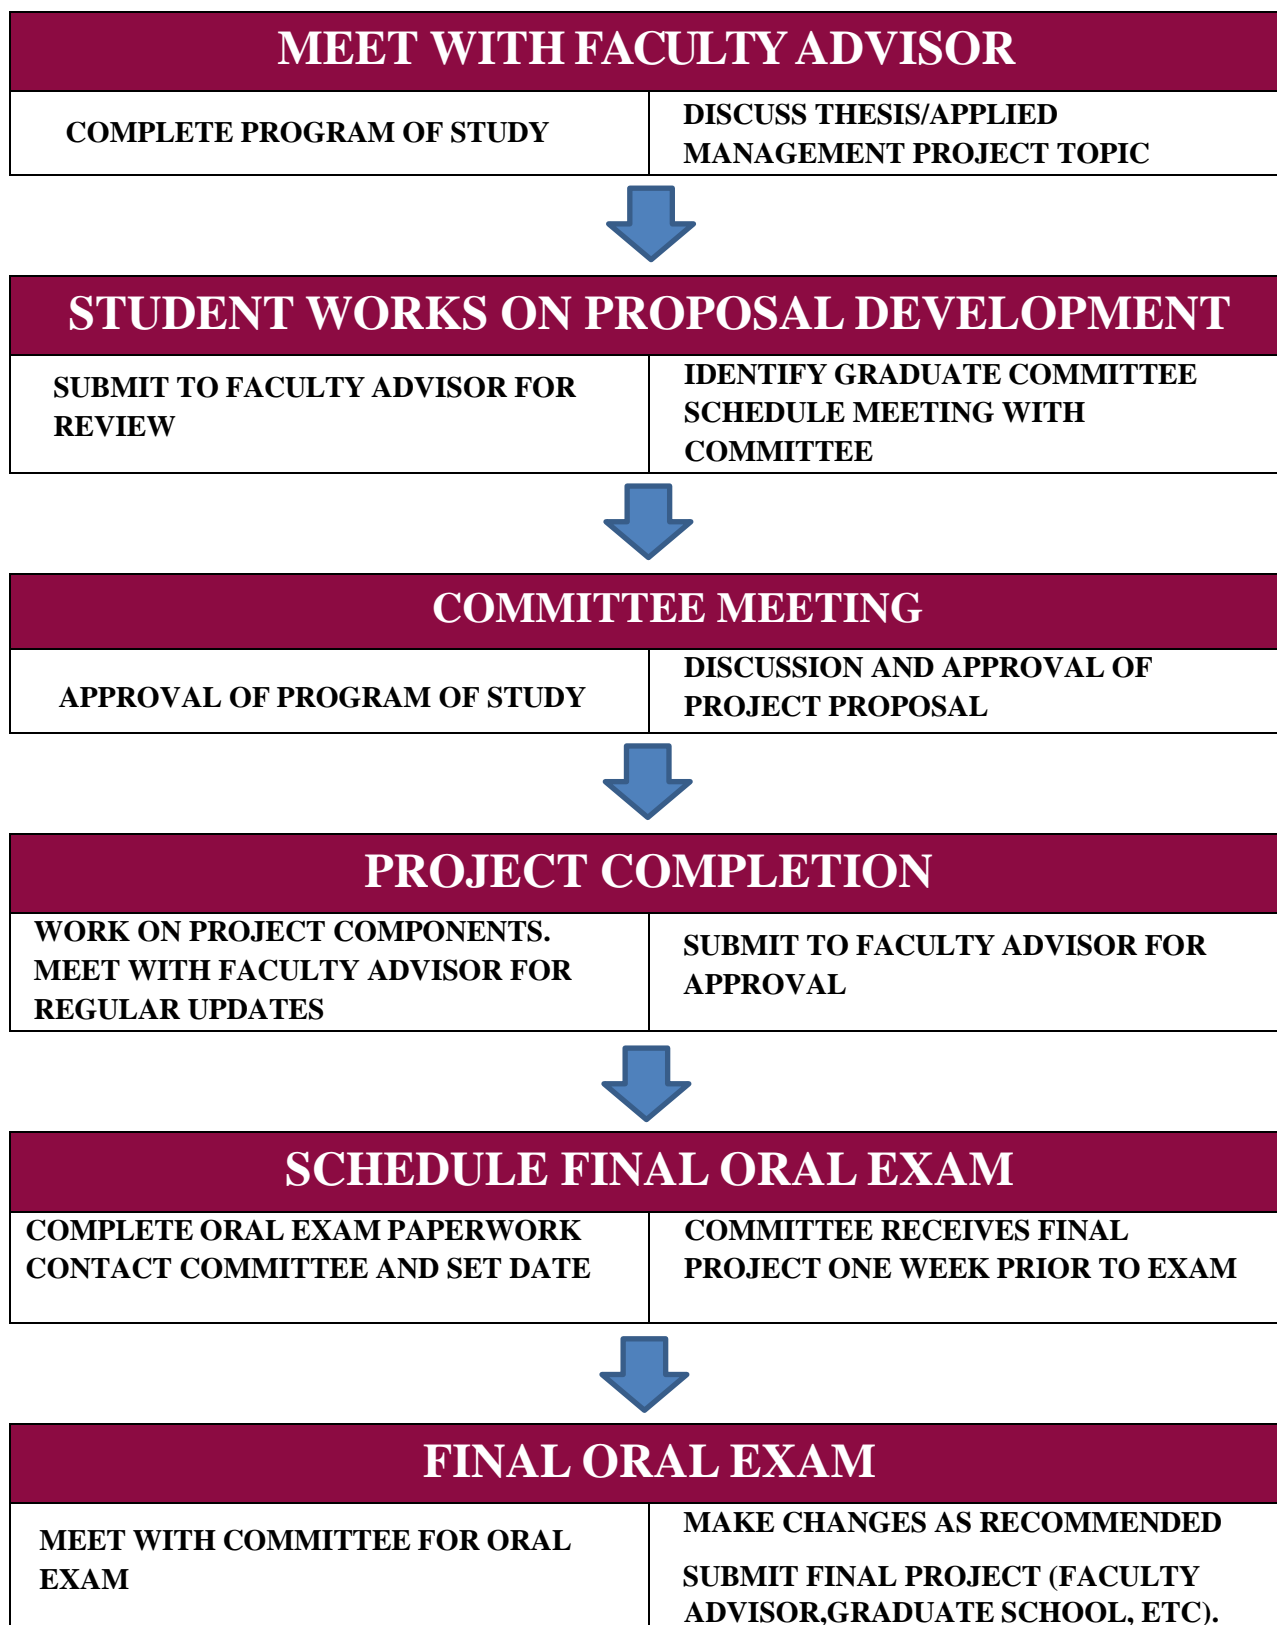 MEET WITH FACULTY ADVISOR
COMPLETE PROGRAM OF STUDY
DISCUSS THESIS/APPLIED
MANAGEMENT PROJECT TOPIC
STUDENT WORKS ON PROPOSAL DEVELOPMENT
SUBMIT TO FACULTY ADVISOR FOR
REVIEW
IDENTIFY GRADUATE COMMITTEE
SCHEDULE MEETING WITH
COMMITTEE
COMMITTEE MEETING
APPROVAL OF PROGRAM OF STUDY
DISCUSSION AND APPROVAL OF
PROJECT PROPOSAL
PROJECT COMPLETION
WORK ON PROJECT COMPONENTS.
MEET WITH FACULTY ADVISOR FOR
REGULAR UPDATES
SUBMIT TO FACULTY ADVISOR FOR
APPROVAL
SCHEDULE FINAL ORAL EXAM
COMPLETE ORAL EXAM PAPERWORK
CONTACT COMMITTEE AND SET DATE
COMMITTEE RECEIVES FINAL
PROJECT ONE WEEK PRIOR TO EXAM
FINAL ORAL EXAM
MEET WITH COMMITTEE FOR ORAL
EXAM
MAKE CHANGES AS RECOMMENDED
SUBMIT FINAL PROJECT (FACULTY
ADVISOR,GRADUATE SCHOOL, ETC).